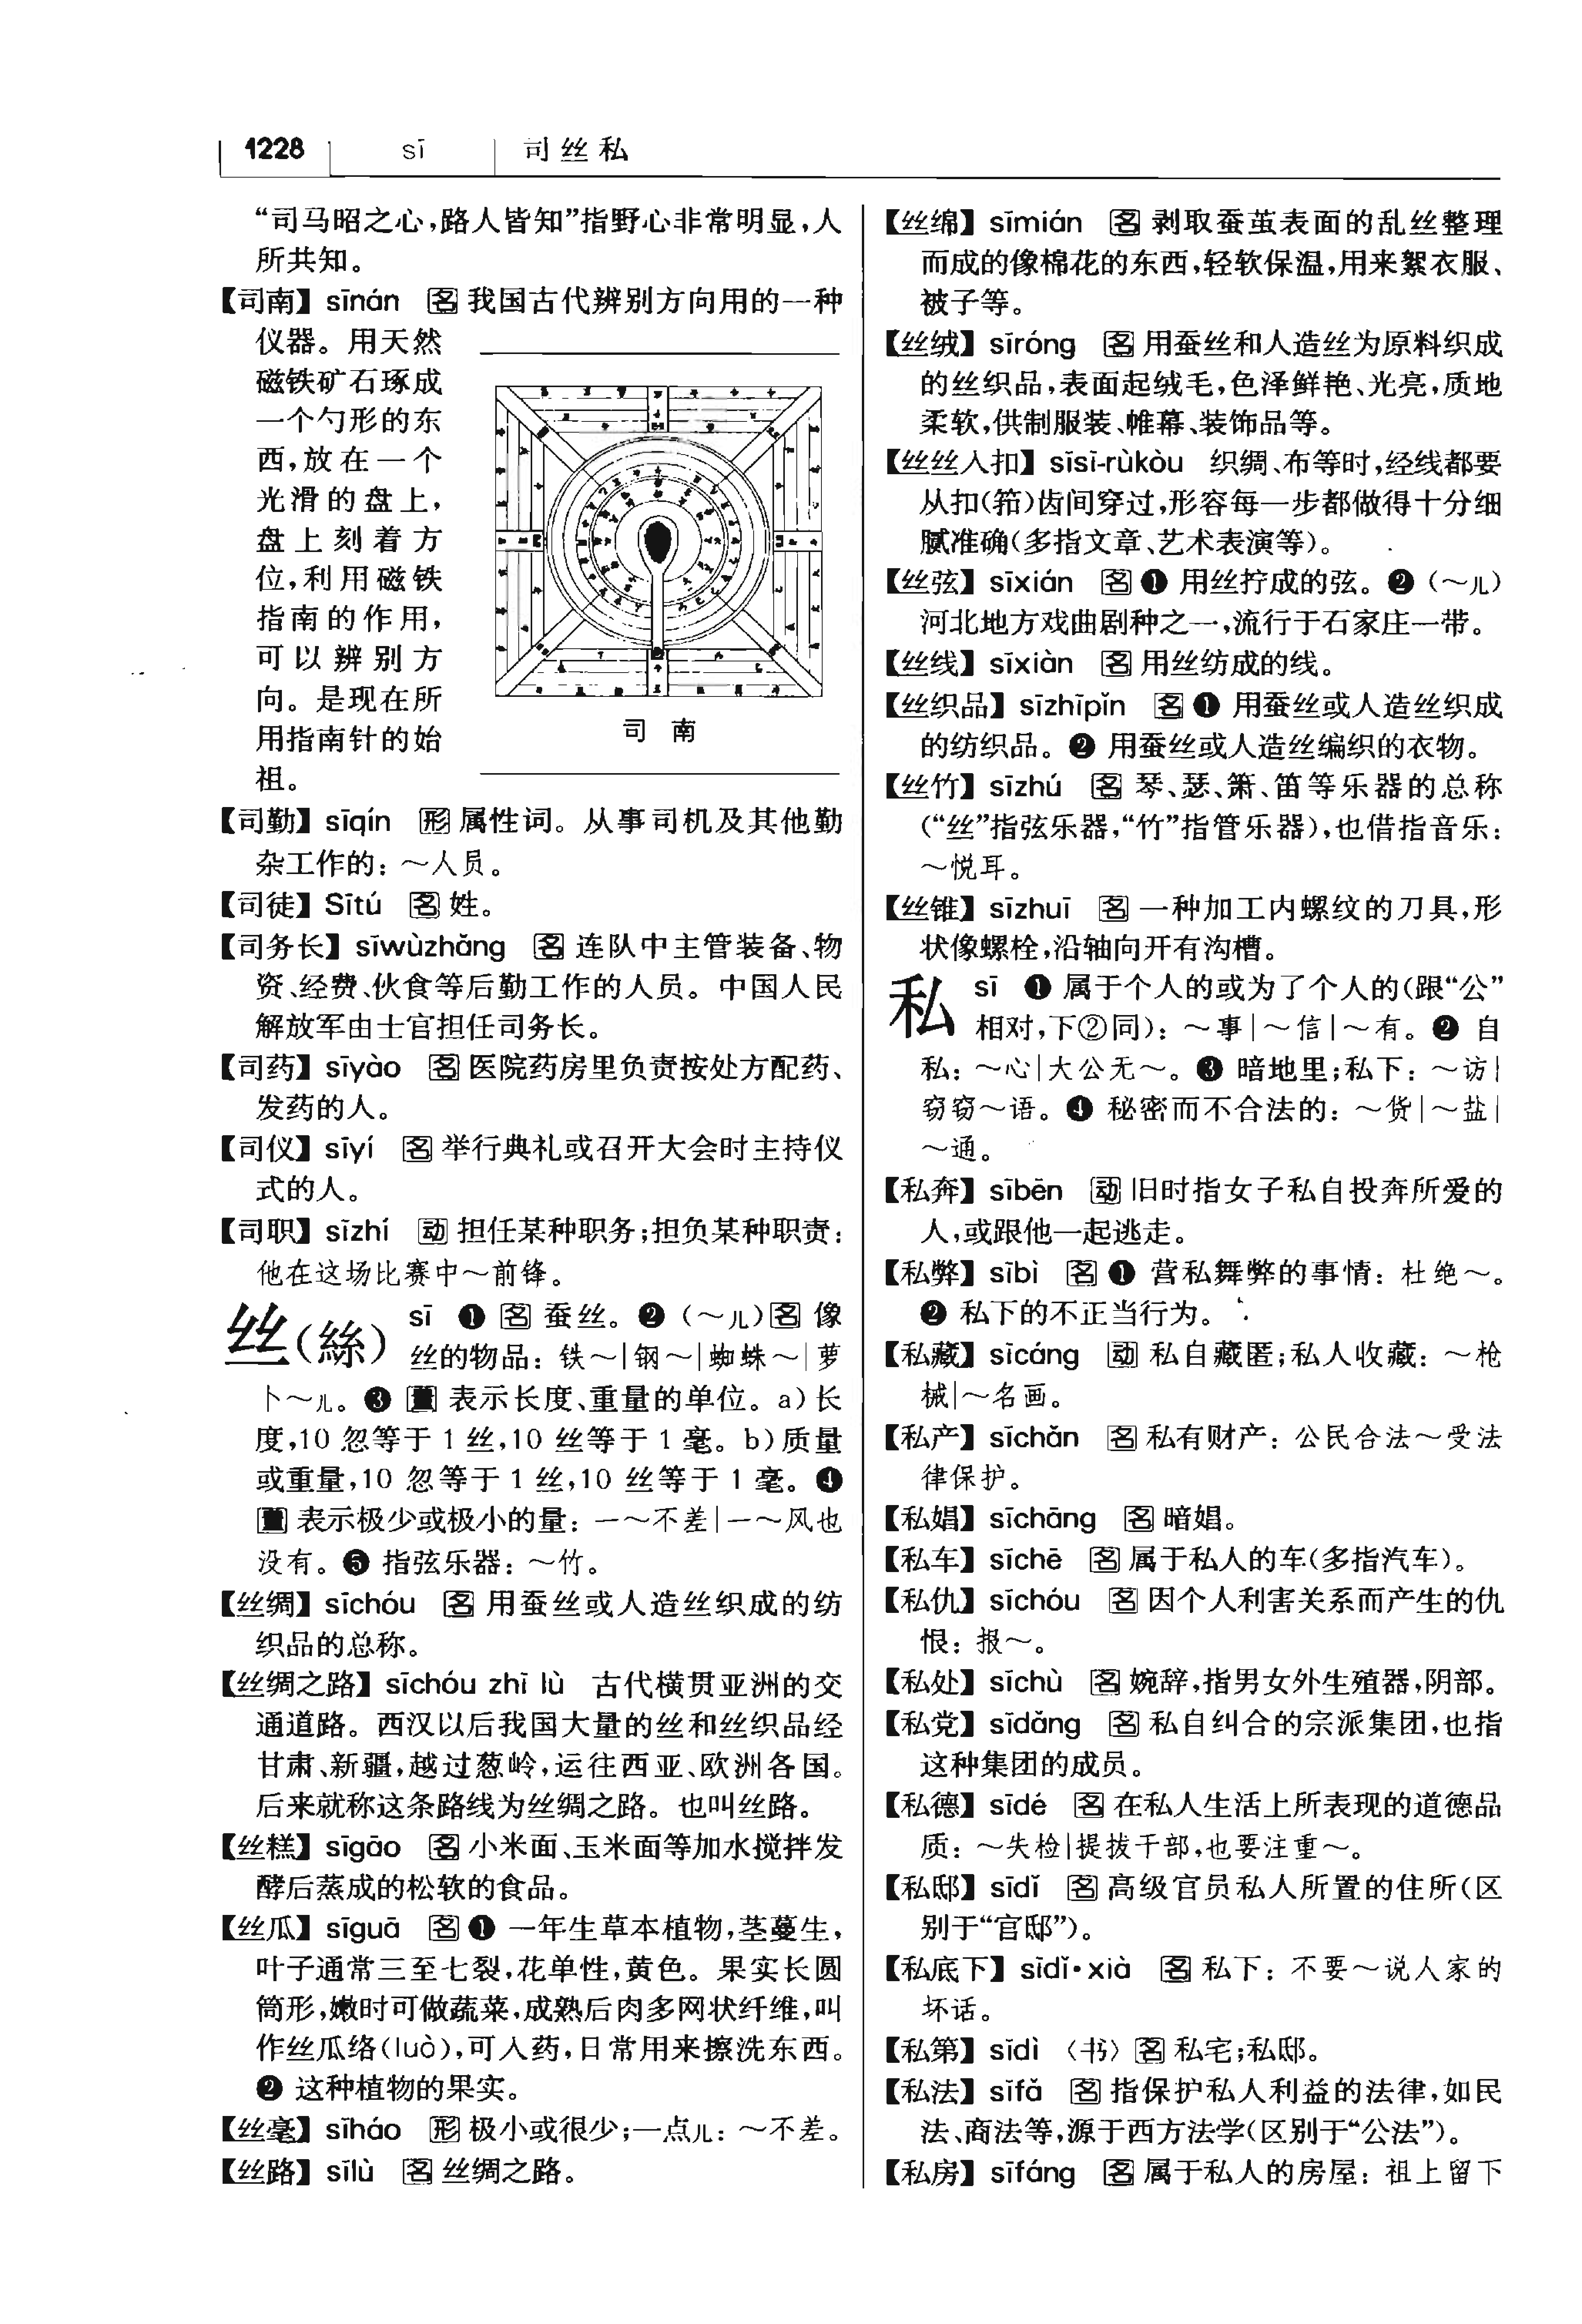 1228 sī 司丝私
“司马昭之心,路人皆知”指野心非常明显,人
所共知。
【司南】sīnán 名 我国古代辨别方向用的一种
仪器。用天然
磁铁矿石琢成
一个勺形的东
西,放在一个
光滑的盘上,
盘上刻着方
位,利用磁铁
指南的作用,
可以辨别方
向。是现在所
用指南针的始
祖。
司 南
【司勤】sīqín 形 属性词。从事司机及其他勤
杂工作的:～人员。
【司徒】Sītú 名 姓。
【司务长】sīwùzhǎng 名 连队中主管装备、物
资、经费、伙食等后勤工作的人员。中国人民
解放军由士官担任司务长。
【司药】sīyào 名 医院药房里负责按处方配药、
发药的人。
【司仪】sīyí 名 举行典礼或召开大会时主持仪
式的人。
【司职】sīzhí 动 担任某种职务;担负某种职责:
他在这场比赛中～前锋。
丝(絲) sī ❶ 名 蚕丝。❷ (～儿) 名 像
丝的物品:铁～|钢～|蜘蛛～|萝
卜～儿。❸ 量 表示长度、重量的单位。a)长
度,10 忽等于 1 丝,10 丝等于 1 毫。b)质量
或重量,10 忽等于 1 丝,10 丝等于 1 毫。❹
量 表示极少或极小的量:一～不差|一～风也
没有。❺ 指弦乐器:～竹。
【丝绸】sīchóu 名 用蚕丝或人造丝织成的纺
织品的总称。
【丝绸之路】sīchóu zhī lù 古代横贯亚洲的交
通道路。西汉以后我国大量的丝和丝织品经
甘肃、新疆,越过葱岭,运往西亚、欧洲各国。
后来就称这条路线为丝绸之路。也叫丝路。
【丝糕】sīgāo 名 小米面、玉米面等加水搅拌发
酵后蒸成的松软的食品。
【丝瓜】sīguā 名 ❶ 一年生草本植物,茎蔓生,
叶子通常三至七裂,花单性,黄色。果实长圆
筒形,嫩时可做蔬菜,成熟后肉多网状纤维,叫
作丝瓜络(luò),可入药,日常用来擦洗东西。
❷ 这种植物的果实。
【丝毫】sīháo 形 极小或很少;一点儿:～不差。
【丝路】sīlù 名 丝绸之路。
【丝绵】sīmián 名 剥取蚕茧表面的乱丝整理
而成的像棉花的东西,轻软保温,用来絮衣服、
被子等。
【丝绒】sīróng 名 用蚕丝和人造丝为原料织成
的丝织品,表面起绒毛,色泽鲜艳、光亮,质地
柔软,供制服装、帷幕、装饰品等。
【丝丝入扣】sīsī-rùkòu 织绸、布等时,经线都要
从扣(筘)齿间穿过,形容每一步都做得十分细
腻准确(多指文章、艺术表演等)。
【丝弦】sīxián 名 ❶ 用丝拧成的弦。❷ (～儿)
河北地方戏曲剧种之一,流行于石家庄一带。
【丝线】sīxiàn 名 用丝纺成的线。
【丝织品】sīzhīpǐn 名 ❶ 用蚕丝或人造丝织成
的纺织品。❷ 用蚕丝或人造丝编织的衣物。
【丝竹】sīzhú 名 琴、瑟、箫、笛等乐器的总称
(“丝”指弦乐器,“竹”指管乐器),也借指音乐:
～悦耳。
【丝锥】sīzhuī 名 一种加工内螺纹的刀具,形
状像螺栓,沿轴向开有沟槽。
私 sī ❶ 属于个人的或为了个人的(跟“公”
相对,下②同):～事|～信|～有。❷ 自
私:～心|大公无～。❸ 暗地里;私下:～访|
窃窃～语。❹ 秘密而不合法的:～货|～盐|
～通。
【私奔】sībēn 动 旧时指女子私自投奔所爱的
人,或跟他一起逃走。
【私弊】sībì 名 ❶ 营私舞弊的事情:杜绝～。
❷ 私下的不正当行为。
【私藏】sīcáng 动 私自藏匿;私人收藏:～枪
械|～名画。
【私产】sīchǎn 名 私有财产:公民合法～受法
律保护。
【私娼】sīchāng 名 暗娼。
【私车】sīchē 名 属于私人的车(多指汽车)。
【私仇】sīchóu 名 因个人利害关系而产生的仇
恨:报～。
【私处】sīchù 名 婉辞,指男女外生殖器,阴部。
【私党】sīdǎng 名 私自纠合的宗派集团,也指
这种集团的成员。
【私德】sīdé 名 在私人生活上所表现的道德品
质:～失检|提拔干部,也要注重～。
【私邸】sīdǐ 名 高级官员私人所置的住所(区
别于“官邸”)。
【私底下】sīdǐ•xià 名 私下:不要～说人家的
坏话。
【私第】sīdì 〈书〉名 私宅;私邸。
【私法】sīfǎ 名 指保护私人利益的法律,如民
法、商法等,源于西方法学(区别于“公法”)。
【私房】sīfáng 名 属于私人的房屋:祖上留下